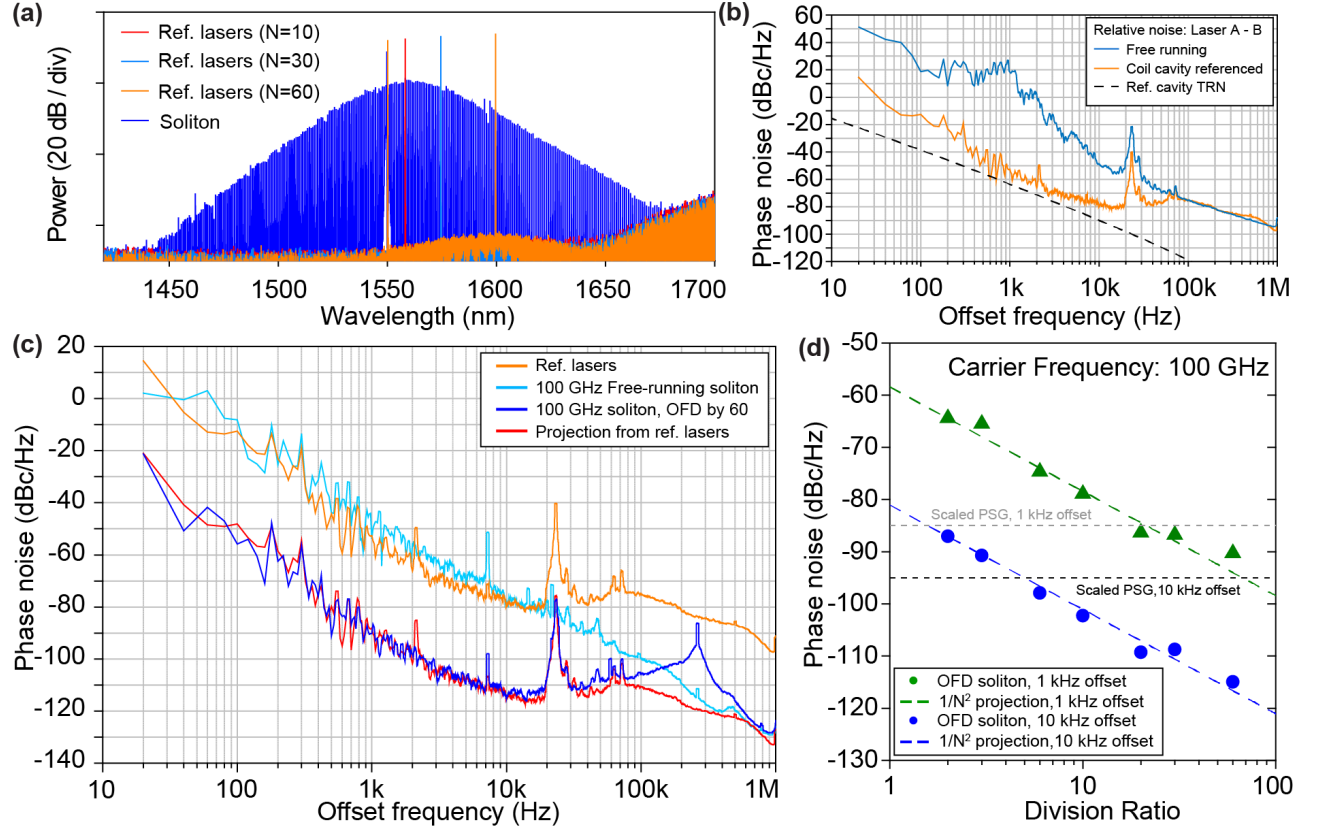 (a)
Ref. lasers (N=10)
Ref. lasers (N=30)
Ref. lasers (N=60)
Soliton
Power (20 dB / div)
1450
1500
1550
1600
1650
1700
Wavelength (nm)
(b)
Relative noise: Laser A - B
Free running
Coil cavity referenced
Ref. cavity TRN
Phase noise (dBc/Hz)
60
40
20
0
-20
-40
-60
-80
-100
-120
10
100
1k
10k
100k
1M
Offset frequency (Hz)
(c)
Ref. lasers
100 GHz Free-running soliton
100 GHz soliton, OFD by 60
Projection from ref. lasers
Phase noise (dBc/Hz)
20
0
-20
-40
-60
-80
-100
-120
-140
10
100
1k
10k
100k
1M
Offset frequency (Hz)
(d)
Carrier Frequency: 100 GHz
Scaled PSG, 1 kHz offset
Scaled PSG,10 kHz offset
OFD soliton, 1 kHz offset
1/N² projection,1 kHz offset
OFD soliton, 10 kHz offset
1/N² projection,10 kHz offset
Phase noise (dBc/Hz)
-50
-60
-70
-80
-90
-100
-110
-120
-130
1
10
100
Division Ratio